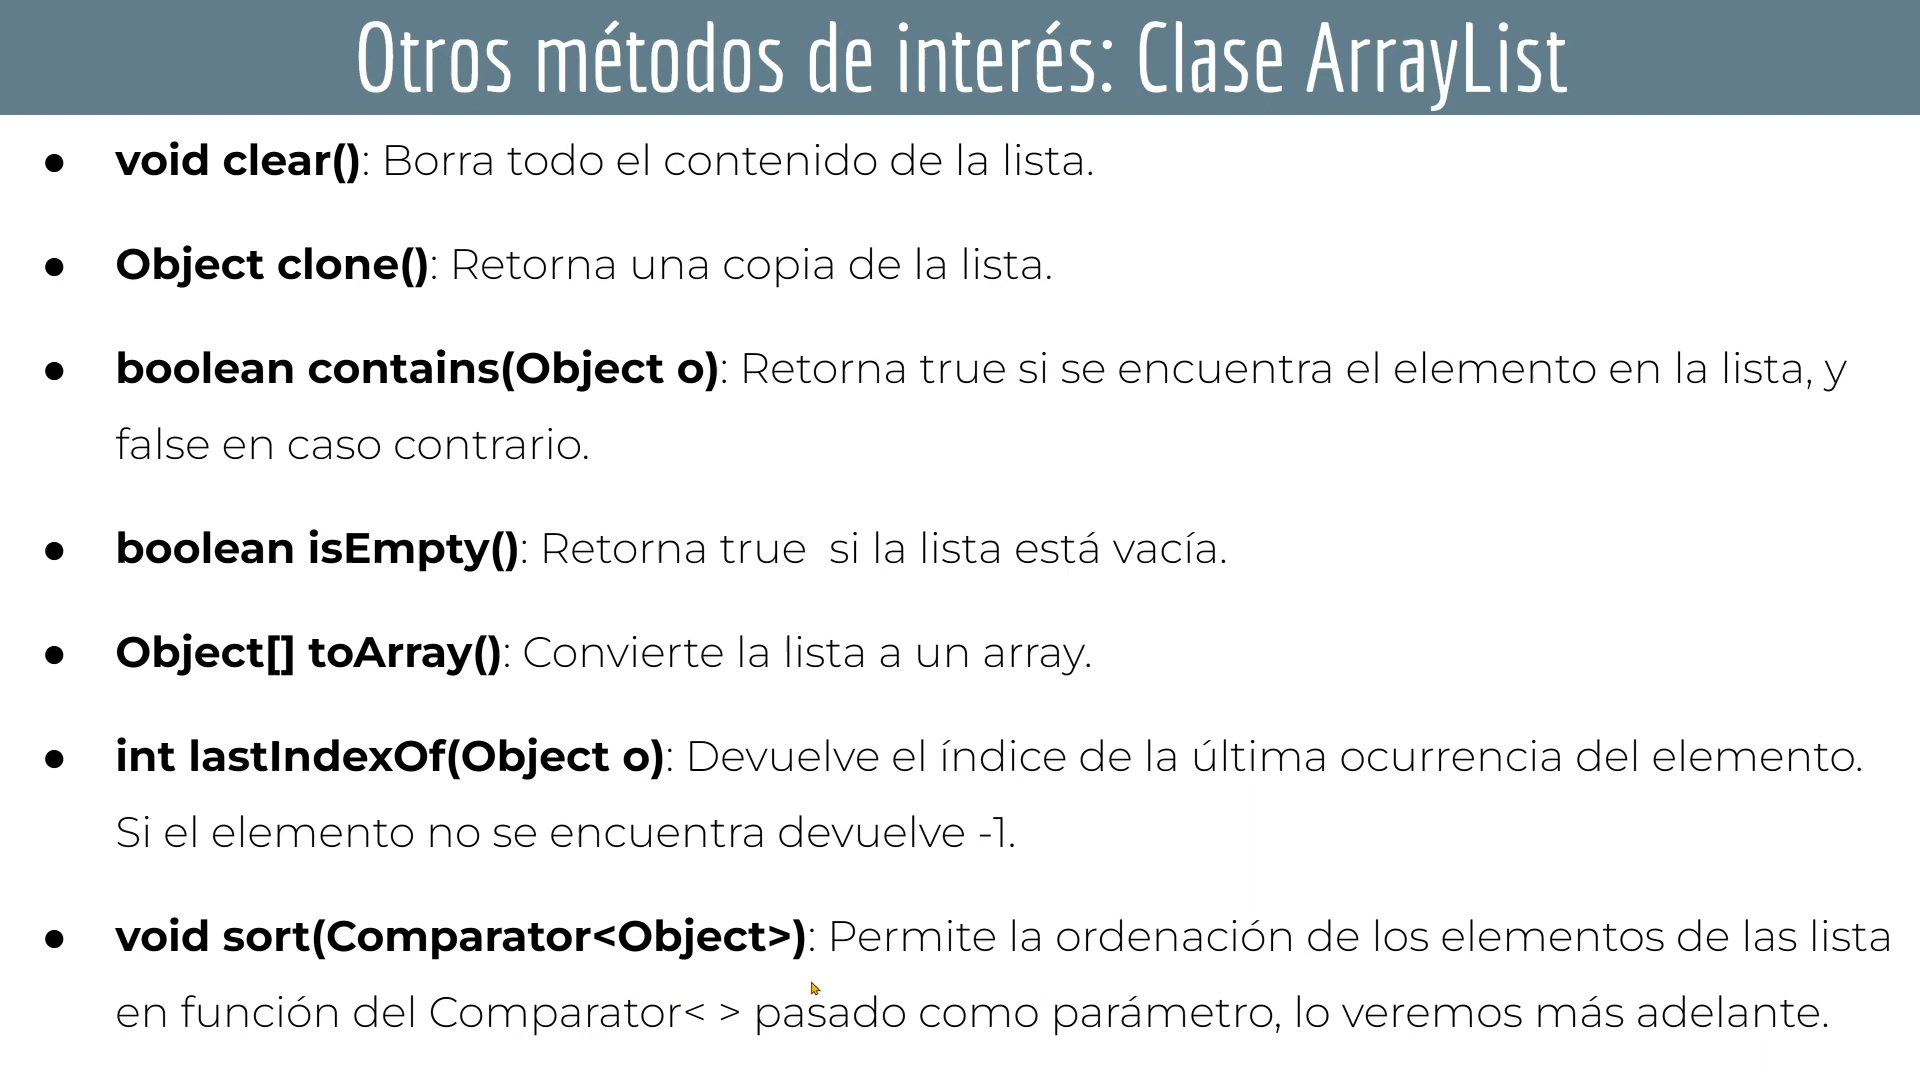 Otros métodos de interés: Clase ArrayList
● void clear(): Borra todo el contenido de la lista.
● Object clone(): Retorna una copia de la lista.
● boolean contains(Object o): Retorna true si se encuentra el elemento en la lista, y
false en caso contrario.
● boolean isEmpty(): Retorna true  si la lista está vacía.
● Object[] toArray(): Convierte la lista a un array.
● int lastIndexOf(Object o): Devuelve el índice de la última ocurrencia del elemento.
Si el elemento no se encuentra devuelve -1.
● void sort(Comparator<Object>): Permite la ordenación de los elementos de las lista
en función del Comparator< > pasado como parámetro, lo veremos más adelante.